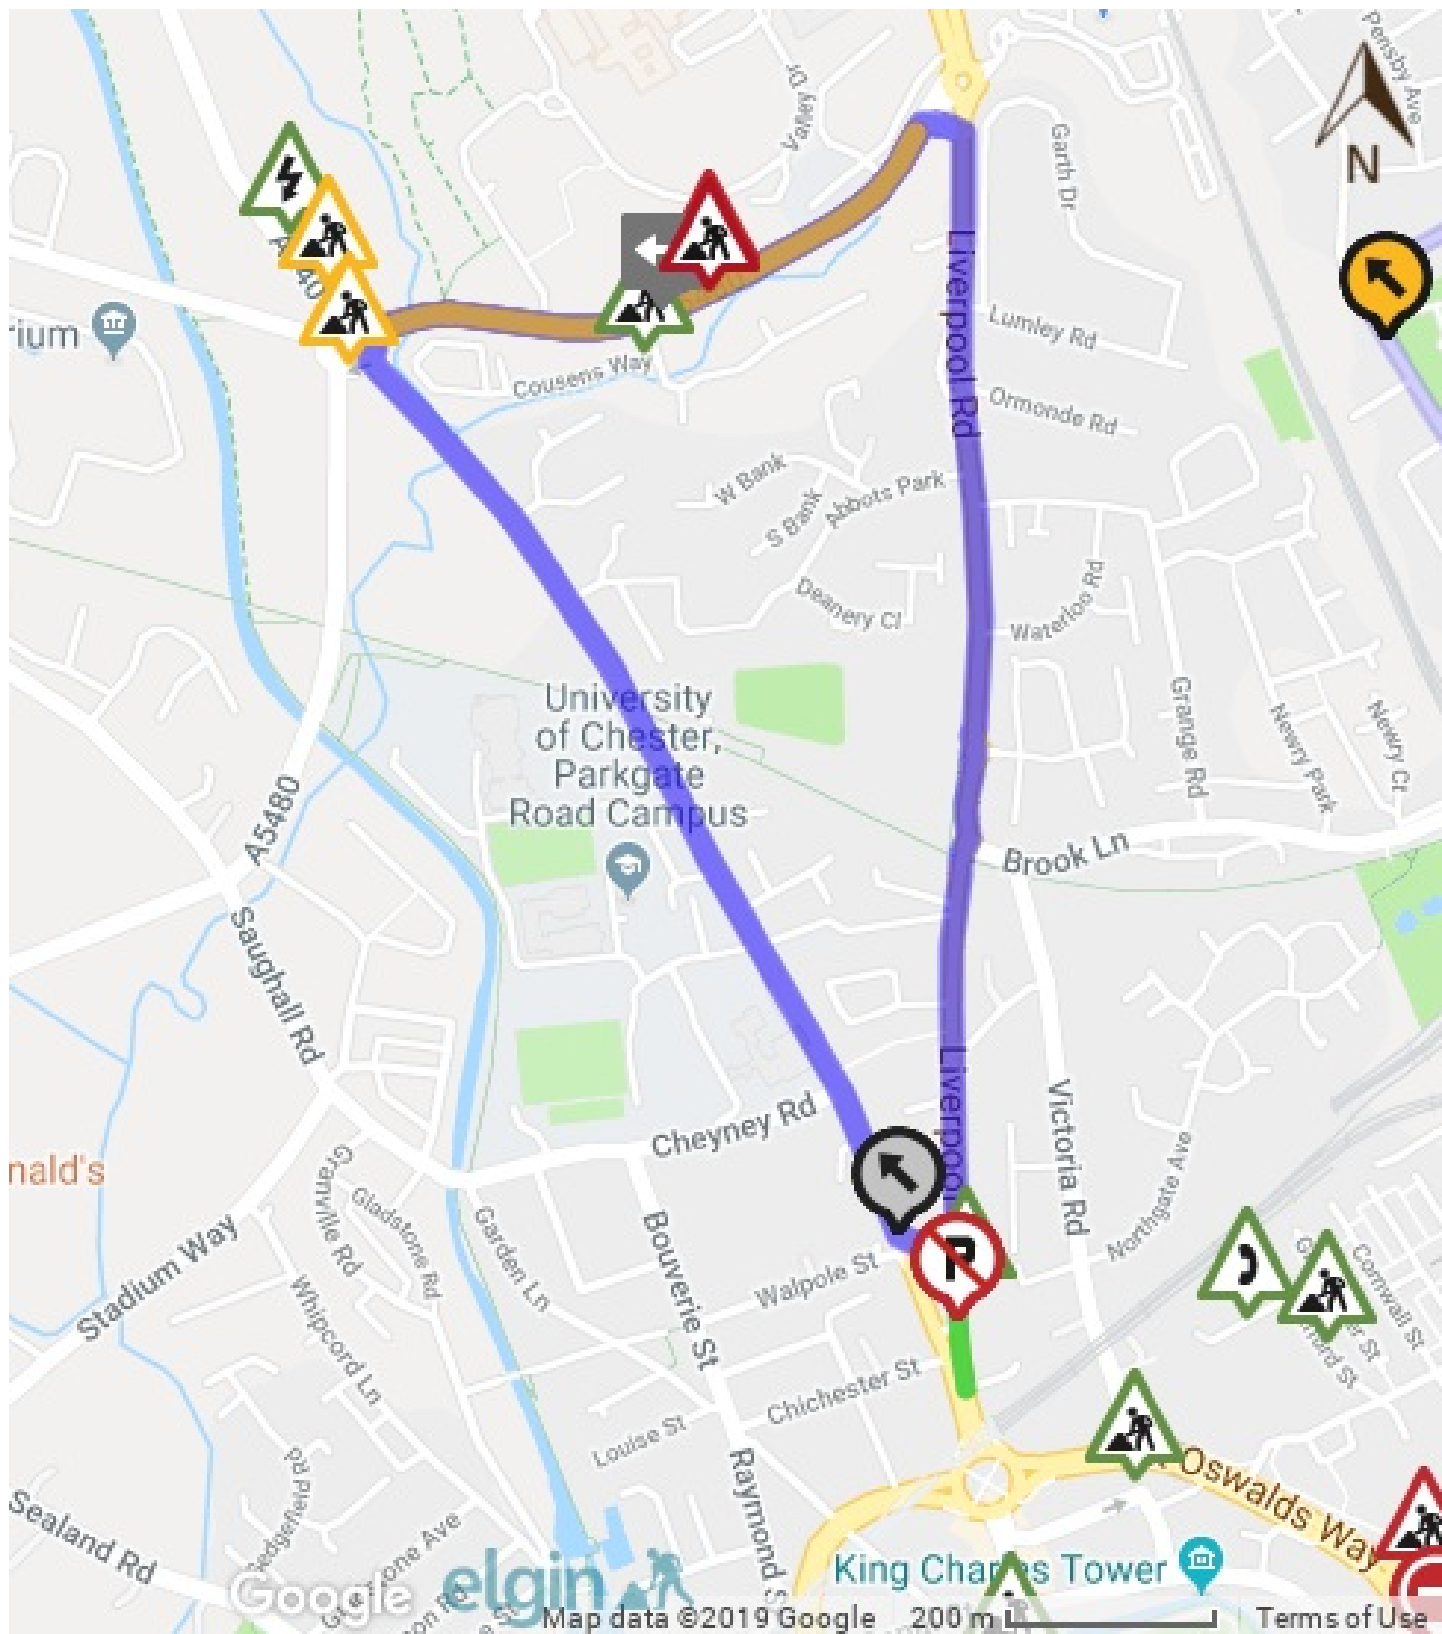 Pensby Ave
Valley Dr
Garth Dr
N
A5
40
rium
Liverpool Rd
Lumley Rd
Cousens Way
Ormonde Rd
W Bank
S Bank
Abbots Park
Deanery Cl
Waterloo Rd
University
of Chester,
Parkgate
Road Campus
Grange Rd
Newry Park
Newry Ct
A5480
Brook Ln
Saughall Rd
Liverpool
Cheyney Rd
Victoria Rd
nald's
Granville Rd
Gladstone Rd
Garden Ln
Bouverie St
Northgate Ave
P
Walpole St
Stadium Way
Whipcord Ln
Cornwall St
Chichester St
Louise St
Raymond S
Oswalds Way
Sealand Rd
King Charles Tower
Google
elgin
Map data ©2019 Google
200 m
Terms of Use